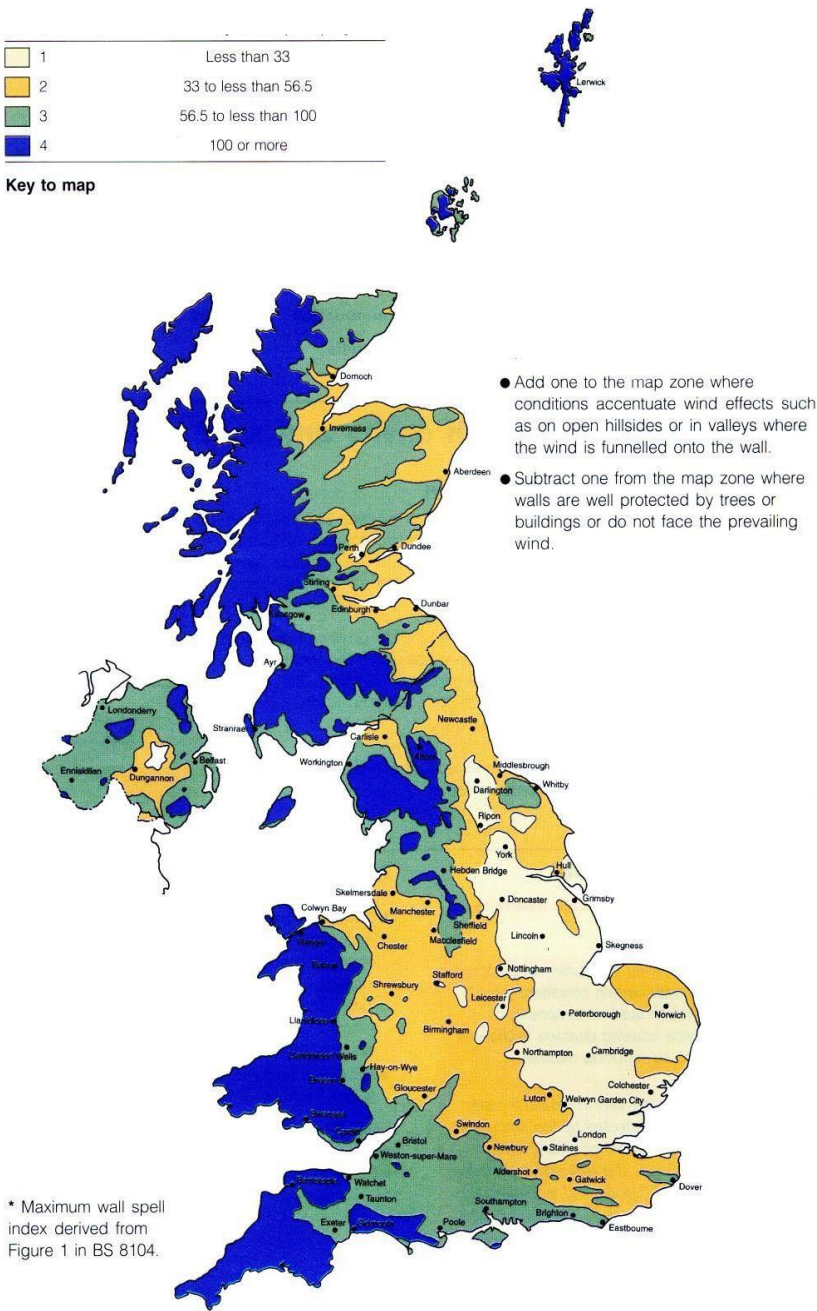 1 Less than 33
2 33 to less than 56.5
3 56.5 to less than 100
4 100 or more
Key to map
Lerwick
● Add one to the map zone where
conditions accentuate wind effects such
as on open hillsides or in valleys where
the wind is funnelled onto the wall.
● Subtract one from the map zone where
walls are well protected by trees or
buildings or do not face the prevailing
wind.
Dornoch
Inverness
Aberdeen
Perth
Dundee
Stirling
Edinburgh
Dunbar
Glasgow
Ayr
Londonderry
Stranraer
Newcastle
Carlisle
Belfast
Enniskillen
Dungannon
Workington
Middlesbrough
Whitby
Darlington
Ripon
York
Hull
Hebden Bridge
Skelmersdale
Manchester
Doncaster
Grimsby
Colwyn Bay
Sheffield
Bangor
Chester
Macclesfield
Lincoln
Skegness
Nottingham
Stafford
Shrewsbury
Leicester
Peterborough
Norwich
Birmingham
Northampton
Cambridge
Hay-on-Wye
Colchester
Gloucester
Luton
Welwyn Garden City
Swansea
Swindon
London
Cardiff
Bristol
Newbury
Staines
Weston-super-Mare
Aldershot
Gatwick
Dover
Barnstaple
Watchet
Taunton
Southampton
Brighton
Eastbourne
Exeter
Sidmouth
Poole
* Maximum wall spell
index derived from
Figure 1 in BS 8104.